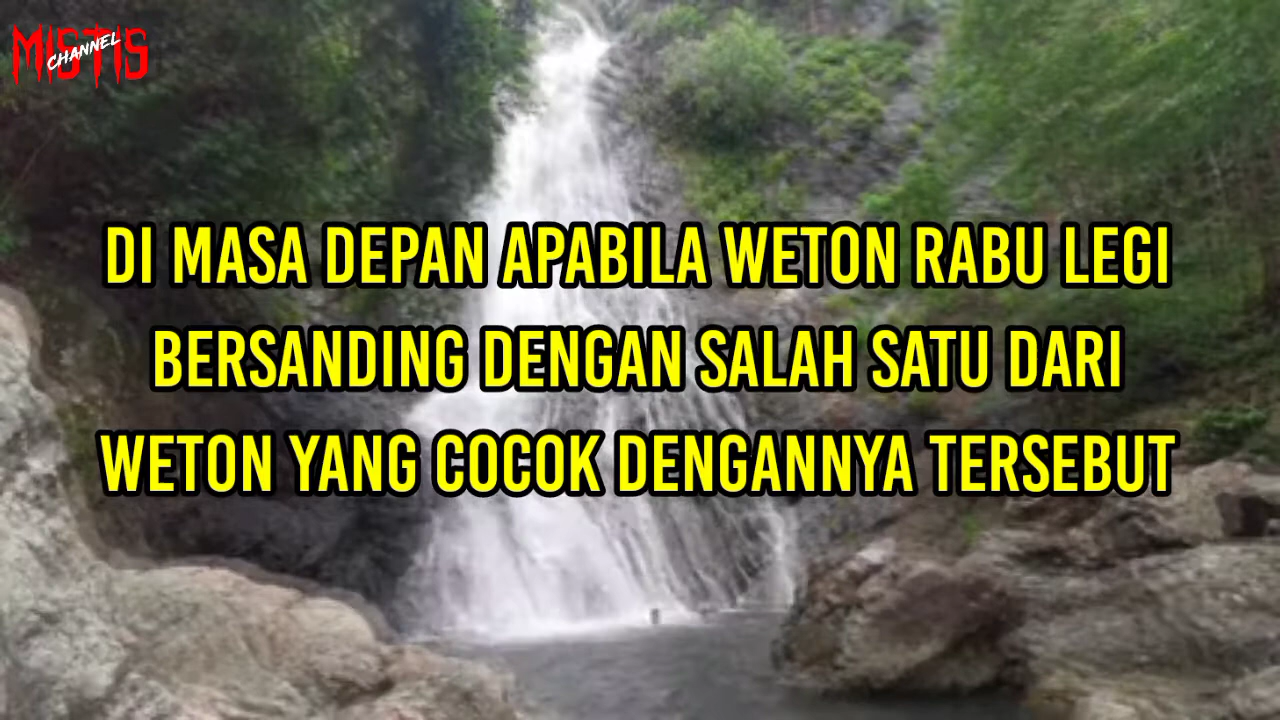 MISTIS
CHANNEL
DI MASA DEPAN APABILA WETON RABU LEGI
BERSANDING DENGAN SALAH SATU DARI
WETON YANG COCOK DENGANNYA TERSEBUT